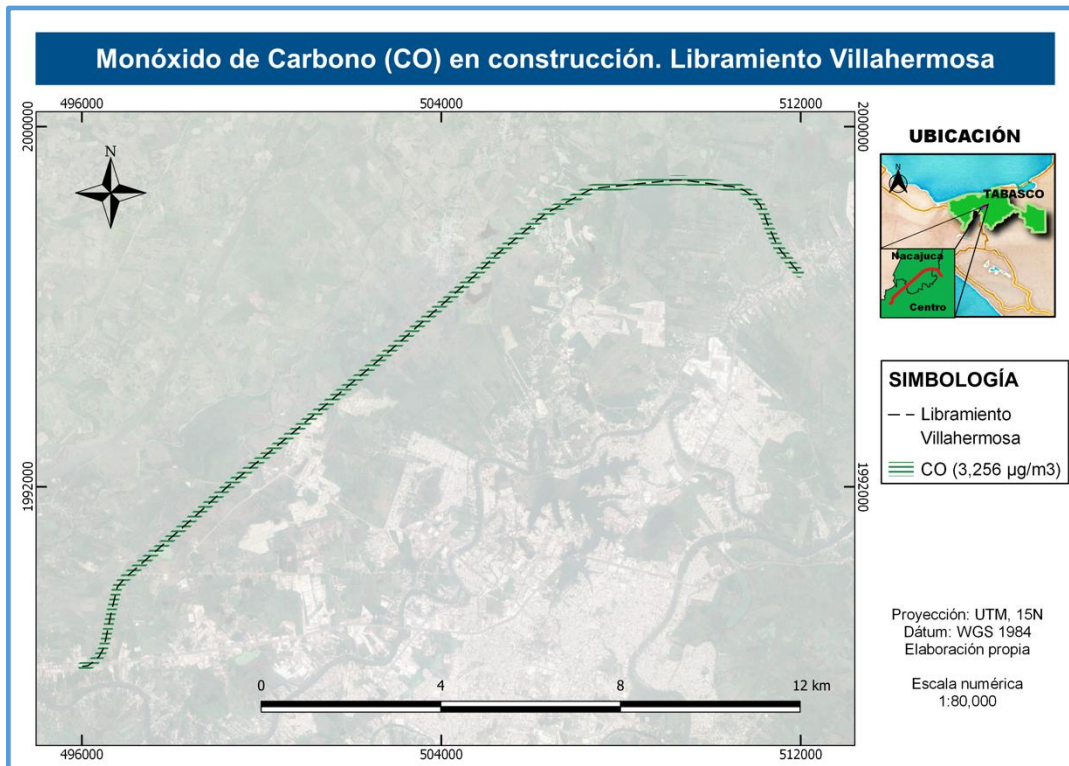 Monóxido de Carbono (CO) en construcción. Libramiento Villahermosa
496000
504000
512000
2000000
2000000
N
1992000
1992000
0
4
8
12 km
496000
504000
512000
UBICACIÓN
N
TABASCO
Nacajuca
Centro
SIMBOLOGÍA
Libramiento
Villahermosa
CO (3,256 µg/m3)
Proyección: UTM, 15N
Dátum: WGS 1984
Elaboración propia
Escala numérica
1:80,000